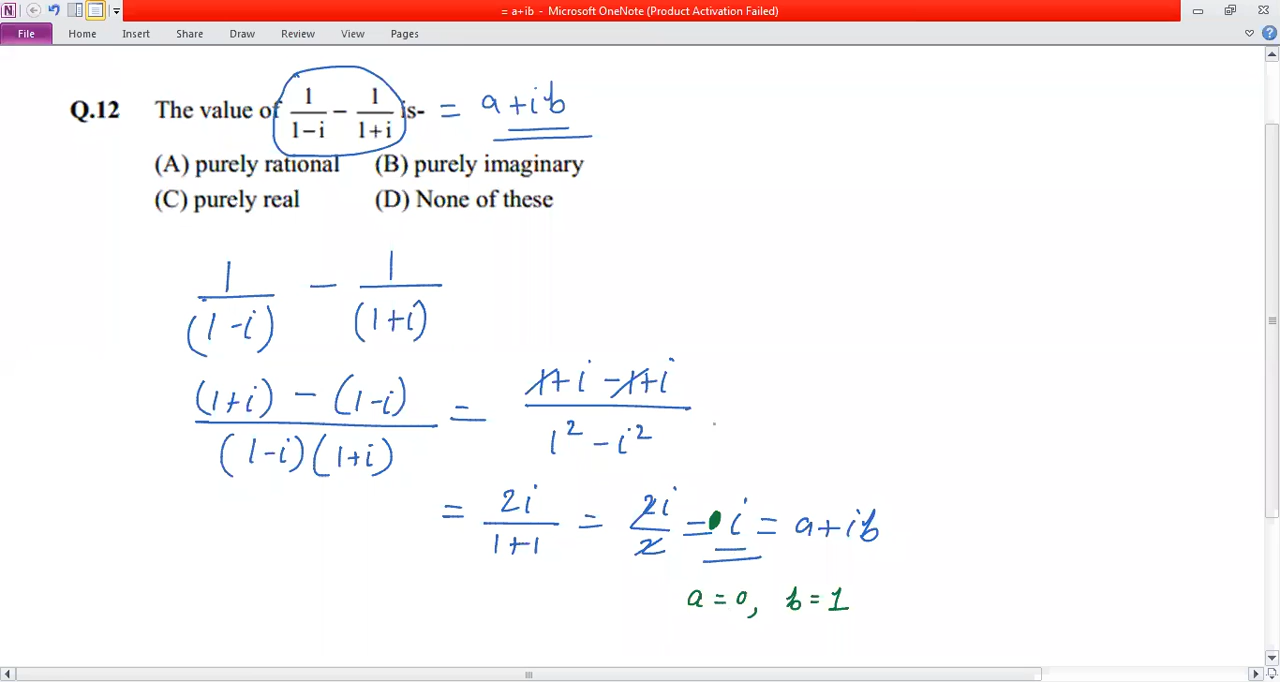 = a+ib - Microsoft OneNote (Product Activation Failed)
File Home Insert Share Draw Review View Pages
Q.12 The value of 1/(1−i) − 1/(1+i) is- = a+ib
(A) purely rational (B) purely imaginary
(C) purely real (D) None of these
1/(1-i) − 1/(1+i)
((1+i) − (1-i))/((1-i)(1+i)) = (1+i −1+i)/(1² − i²)
= 2i/(1+1) = 2i/2 = i = a+ib
a=0, b=1